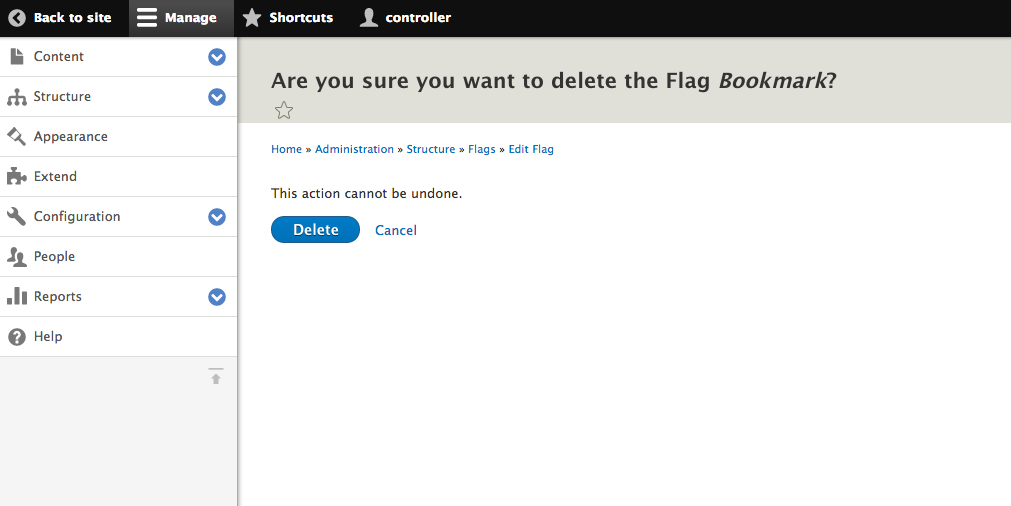 Back to site Manage Shortcuts controller
Content
Structure
Appearance
Extend
Configuration
People
Reports
Help
Are you sure you want to delete the Flag Bookmark?
Home » Administration » Structure » Flags » Edit Flag
This action cannot be undone.
Delete Cancel